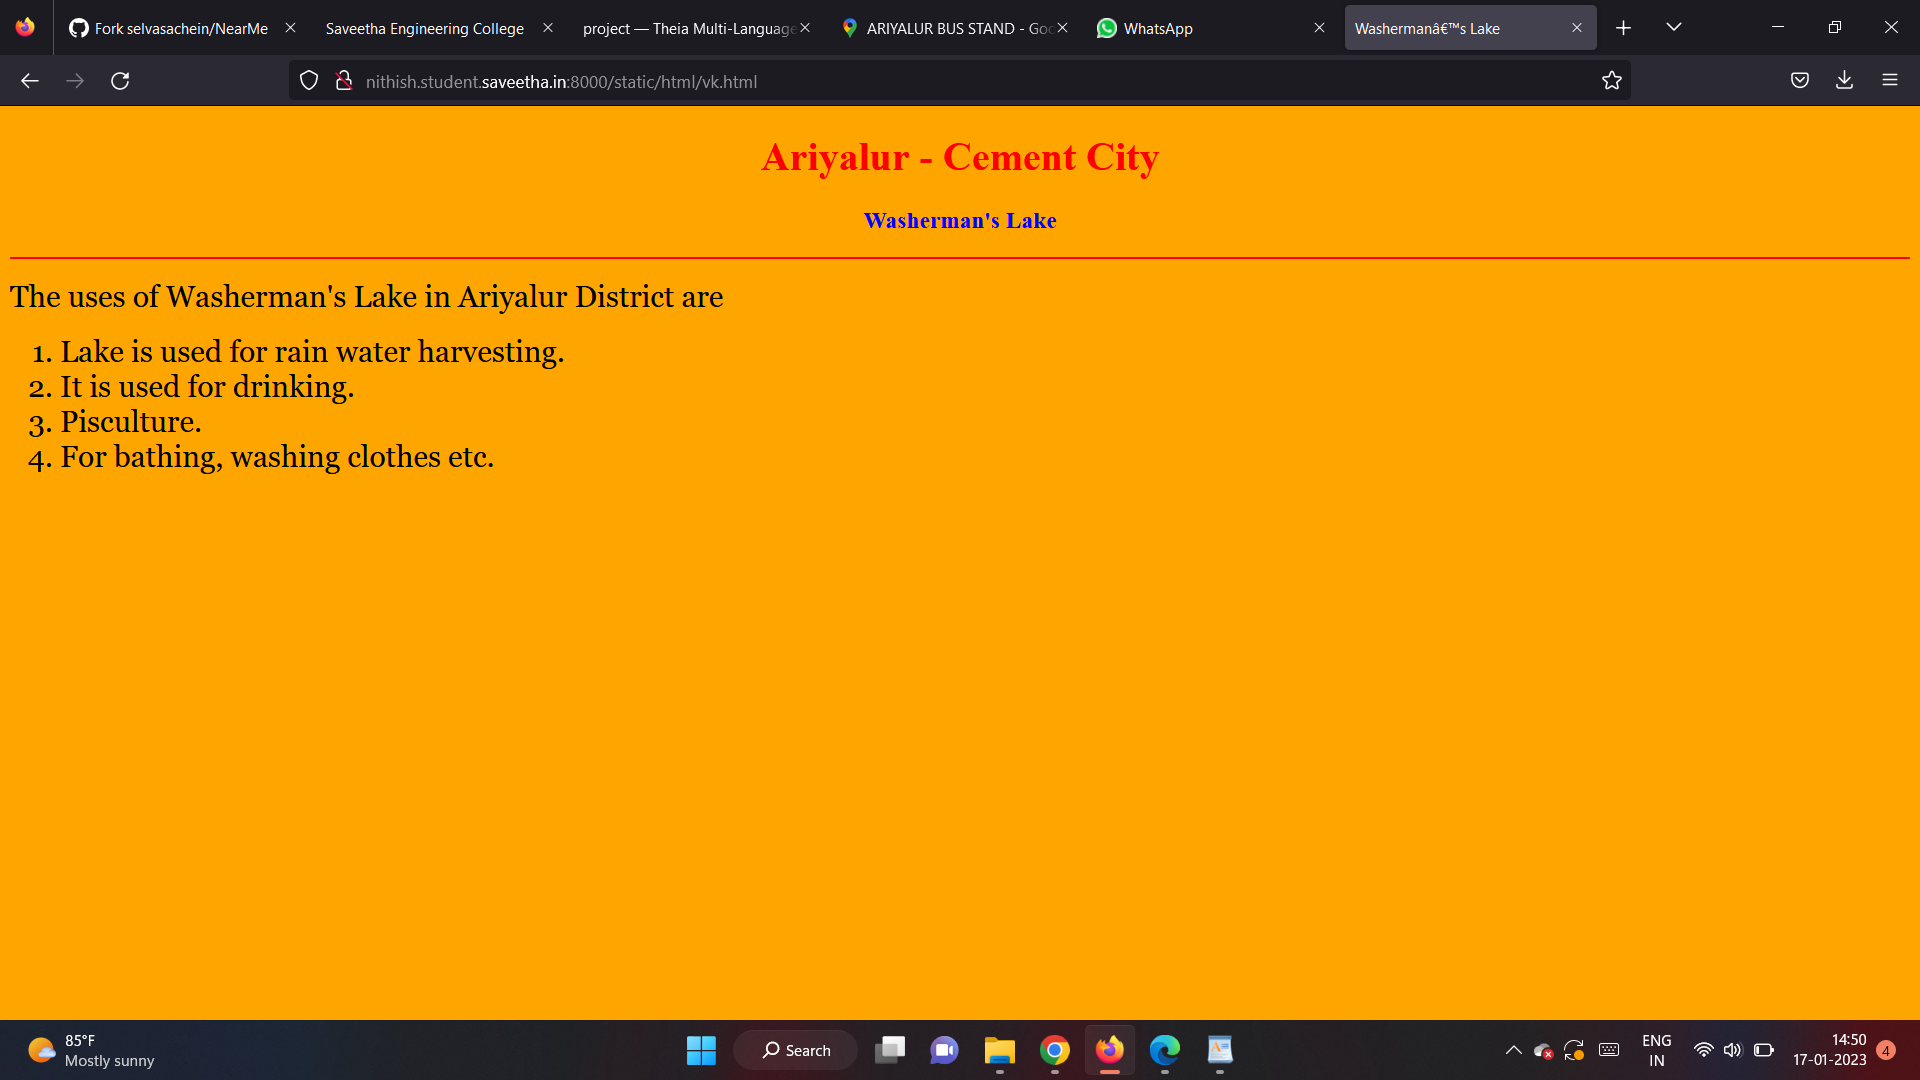 Fork selvasachein/NearMe
Saveetha Engineering College
project — Theia Multi-Language
ARIYALUR BUS STAND - Goo
WhatsApp
Washermanâ€™s Lake
nithish.student.saveetha.in:8000/static/html/vk.html
Ariyalur - Cement City
Washerman's Lake
The uses of Washerman's Lake in Ariyalur District are
1. Lake is used for rain water harvesting.
2. It is used for drinking.
3. Pisculture.
4. For bathing, washing clothes etc.
85°F
Mostly sunny
Search
ENG
IN
14:50
17-01-2023
4